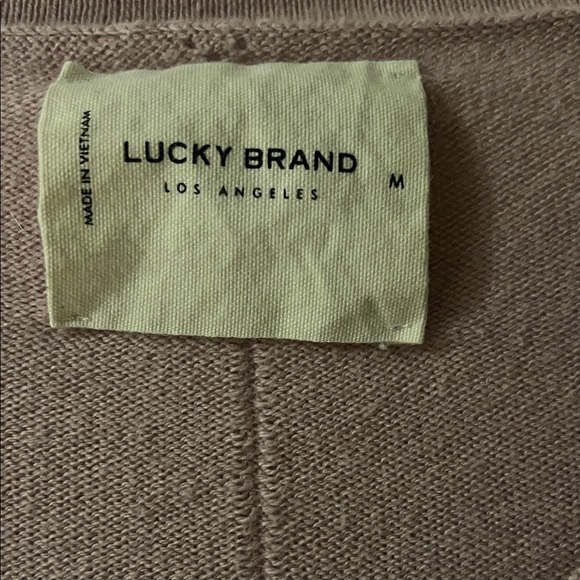 MADE IN VIETNAM
LUCKY BRAND
LOS ANGELES
M